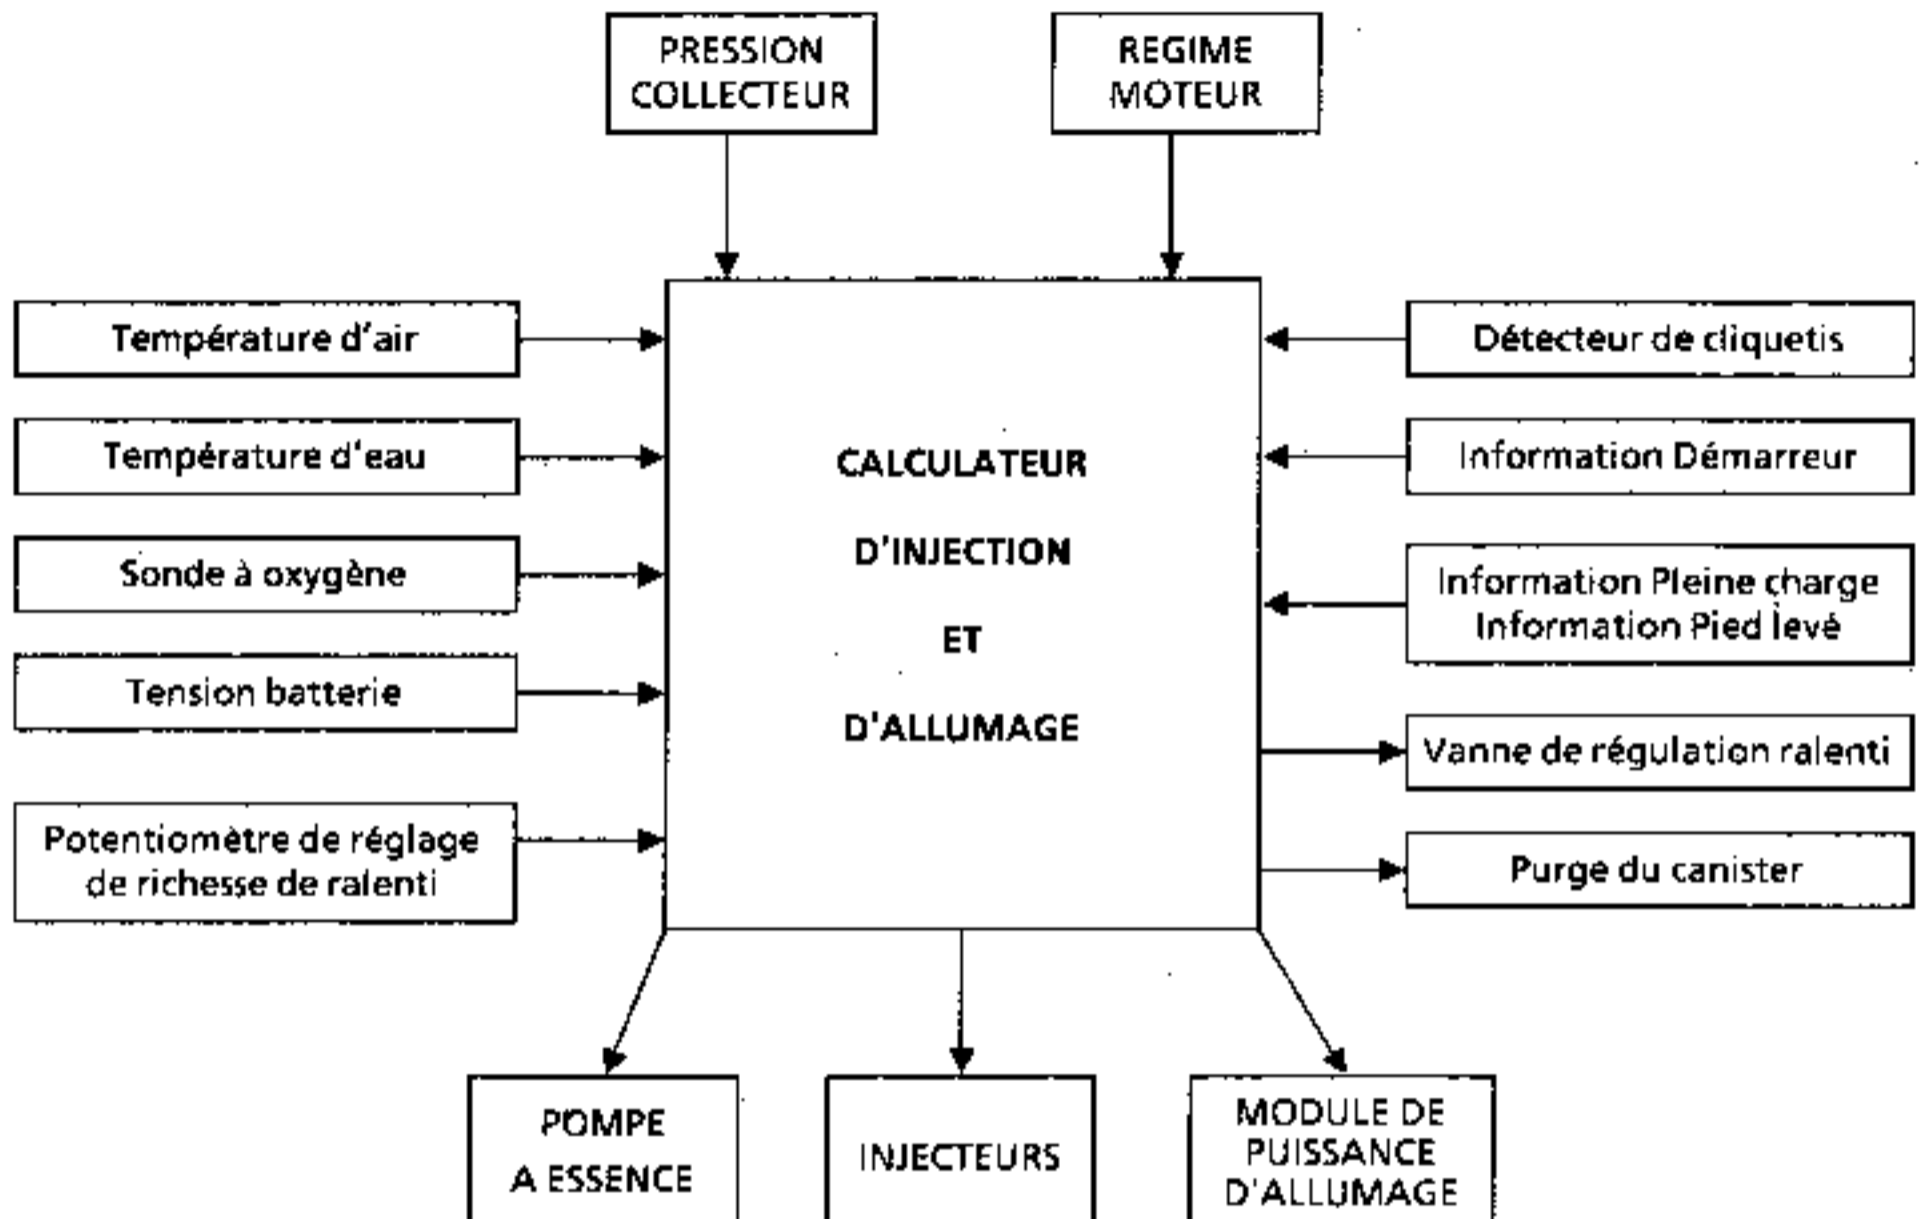 PRESSION
COLLECTEUR
REGIME
MOTEUR
Température d'air
Température d'eau
Sonde à oxygène
Tension batterie
Potentiomètre de réglage
de richesse de ralenti
CALCULATEUR
D'INJECTION
ET
D'ALLUMAGE
Détecteur de cliquetis
Information Démarreur
Information Pleine charge
Information Pied levé
Vanne de régulation ralenti
Purge du canister
POMPE
A ESSENCE
INJECTEURS
MODULE DE
PUISSANCE
D'ALLUMAGE